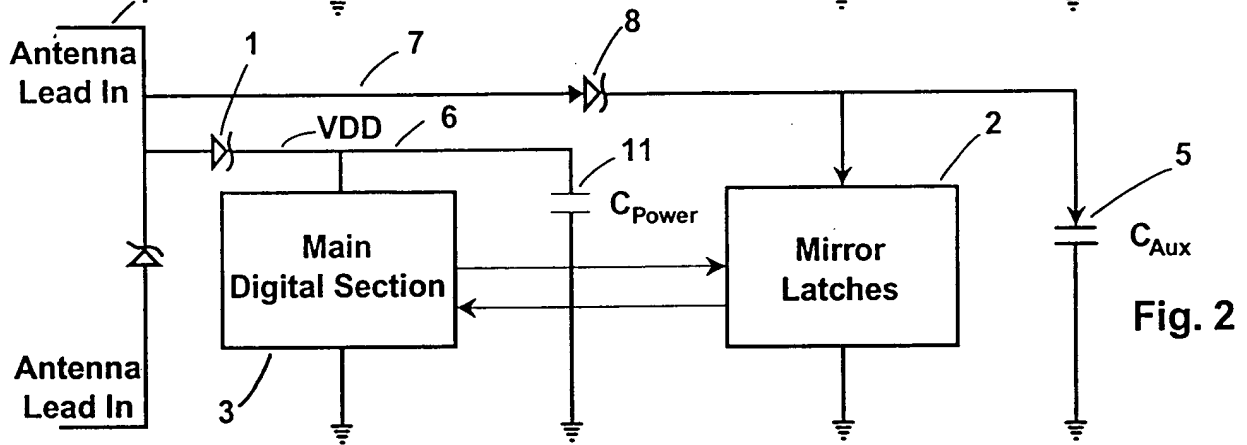 Antenna
Lead In
1
7
8
VDD
6
11
2
5
C_Power
C_Aux
Main
Digital Section
Mirror
Latches
Fig. 2
Antenna
Lead In
3